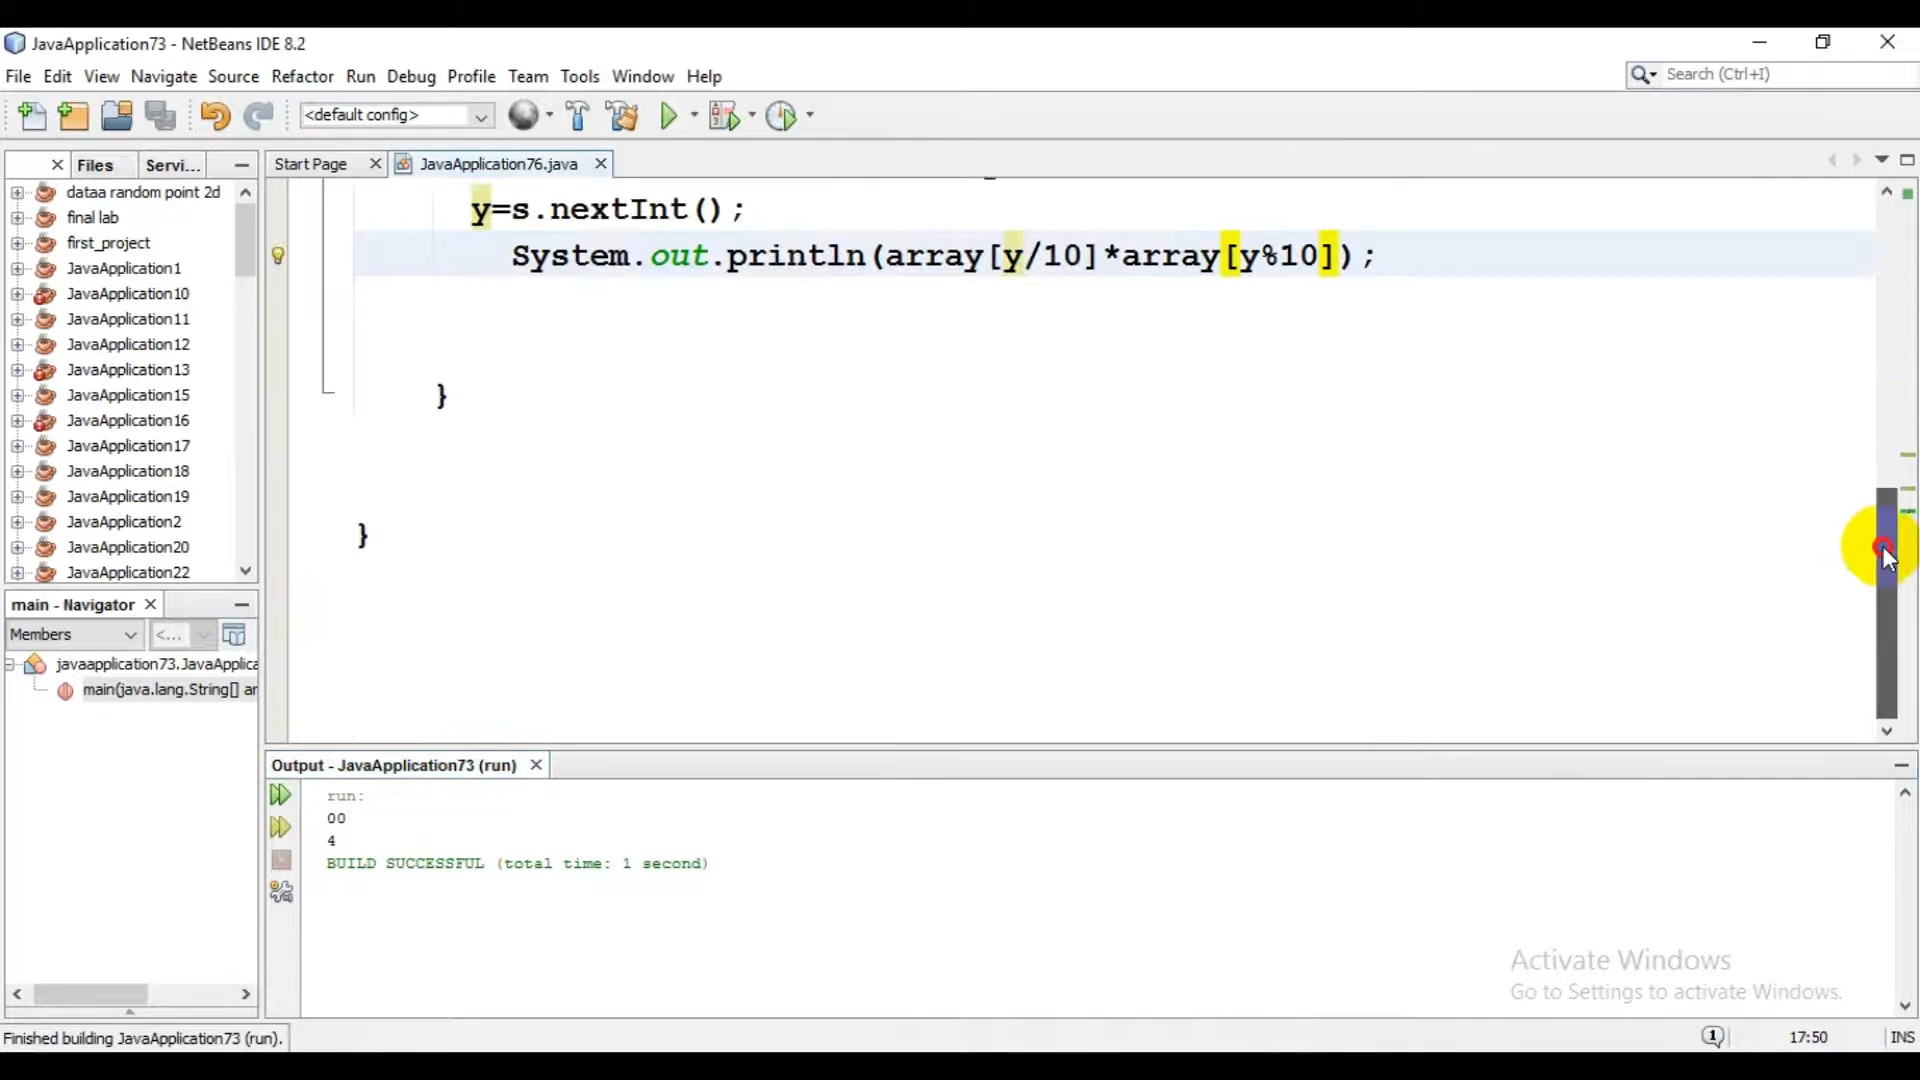 JavaApplication73 - NetBeans IDE 8.2
File Edit View Navigate Source Refactor Run Debug Profile Team Tools Window Help
Search (Ctrl+I)
<default config>
Files Servi...
Start Page JavaApplication76.java
dataa random point 2d
final lab
first_project
JavaApplication1
JavaApplication10
JavaApplication11
JavaApplication12
JavaApplication13
JavaApplication15
JavaApplication16
JavaApplication17
JavaApplication18
JavaApplication19
JavaApplication2
JavaApplication20
JavaApplication22
y=s.nextInt();
System.out.println(array[y/10]*array[y%10]);
}
}
main - Navigator
Members <...
javaapplication73.JavaApplica
main(java.lang.String[] ar
Output - JavaApplication73 (run)
run:
00
4
BUILD SUCCESSFUL (total time: 1 second)
Activate Windows
Go to Settings to activate Windows.
Finished building JavaApplication73 (run).
1
17:50 INS